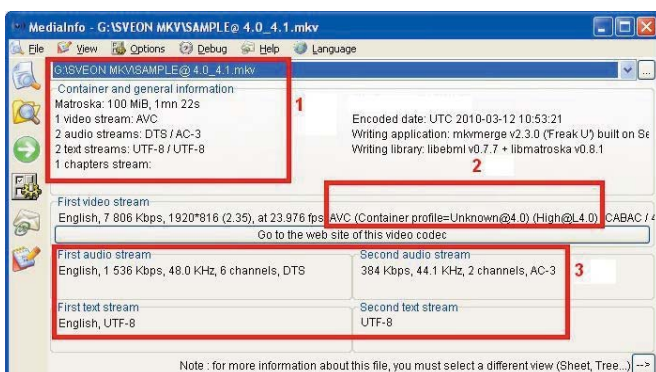 MediaInfo - G:\SVEON MKV\SAMPLE@ 4.0_4.1.mkv
File View Options Debug Help Language
G:\SVEON MKV\SAMPLE@ 4.0_4.1.mkv
...
Container and general information
Matroska: 100 MiB, 1mn 22s
1
1 video stream: AVC
Encoded date: UTC 2010-03-12 10:53:21
2 audio streams: DTS / AC-3
Writing application: mkvmerge v2.3.0 ('Freak U') built on Se
2 text streams: UTF-8 / UTF-8
Writing library: libebml v0.7.7 + libmatroska v0.8.1
1 chapters stream:
2
First video stream
English, 7 806 Kbps, 1920*816 (2.35), at 23.976 fps, AVC (Container profile=Unknown@4.0) (High@L4.0) CABAC / 4
Go to the web site of this video codec
First audio stream
English, 1 536 Kbps, 48.0 KHz, 6 channels, DTS
Second audio stream
384 Kbps, 44.1 KHz, 2 channels, AC-3
3
First text stream
English, UTF-8
Second text stream
UTF-8
Note : for more information about this file, you must select a different view (Sheet, Tree...) -->